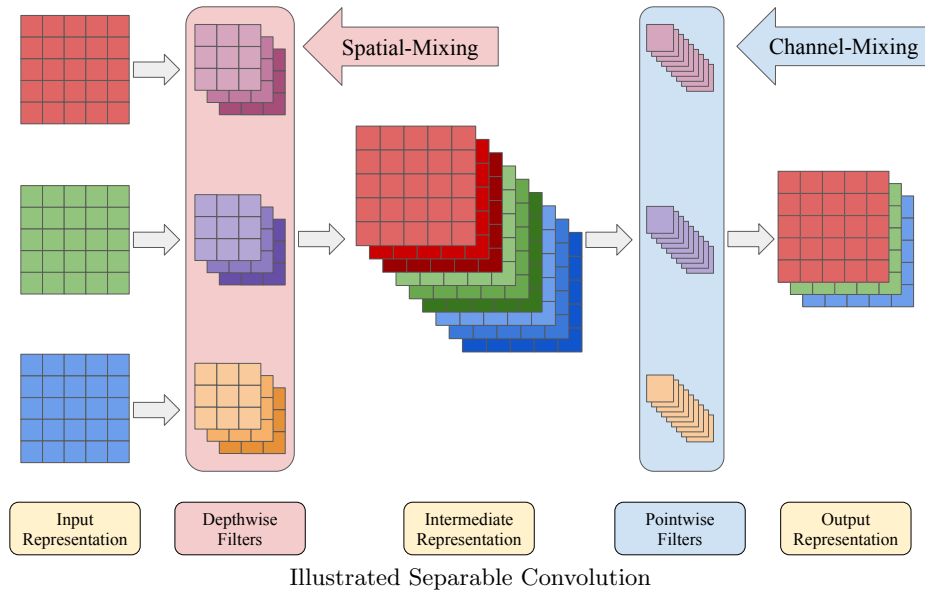 Spatial-Mixing
Channel-Mixing
Input
Representation
Depthwise
Filters
Intermediate
Representation
Pointwise
Filters
Output
Representation
Illustrated Separable Convolution